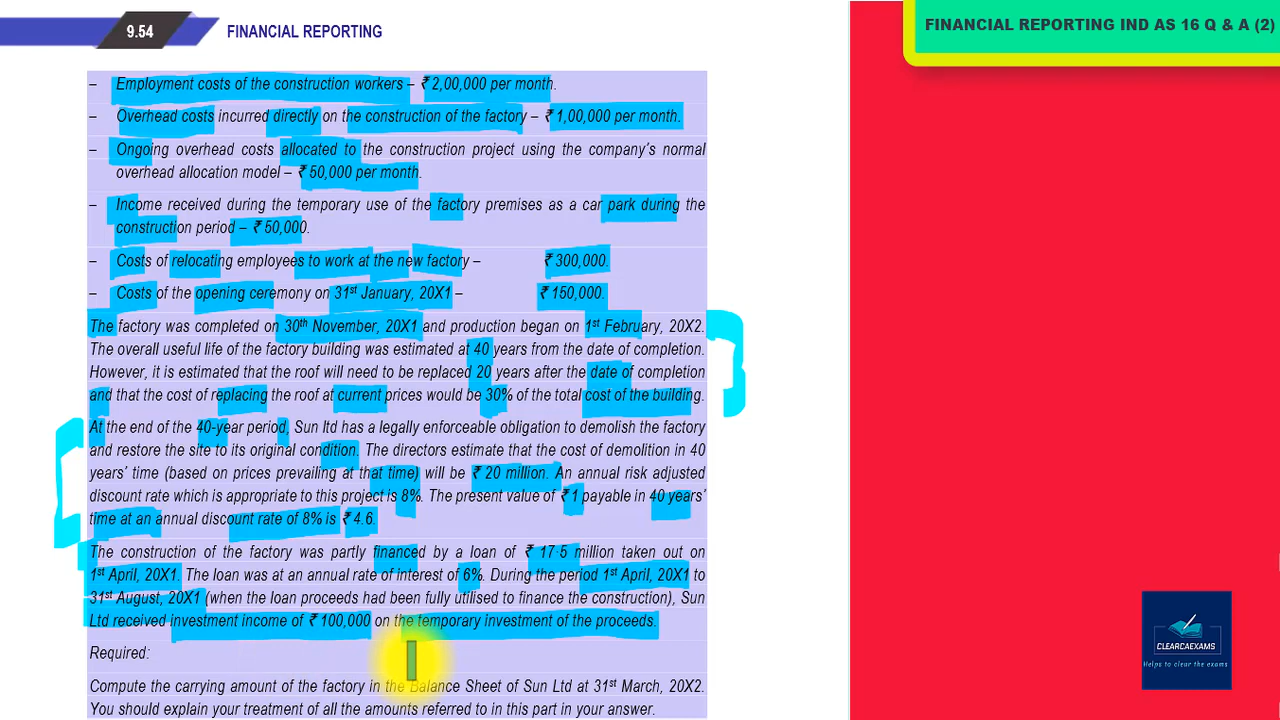 9.54 FINANCIAL REPORTING
FINANCIAL REPORTING IND AS 16 Q & A (2)
– Employment costs of the construction workers – ₹ 2,00,000 per month.
– Overhead costs incurred directly on the construction of the factory – ₹ 1,00,000 per month.
– Ongoing overhead costs allocated to the construction project using the company's normal
overhead allocation model – ₹ 50,000 per month.
– Income received during the temporary use of the factory premises as a car park during the
construction period – ₹ 50,000.
– Costs of relocating employees to work at the new factory – ₹ 300,000.
– Costs of the opening ceremony on 31st January, 20X1 – ₹ 150,000.
The factory was completed on 30th November, 20X1 and production began on 1st February, 20X2.
The overall useful life of the factory building was estimated at 40 years from the date of completion.
However, it is estimated that the roof will need to be replaced 20 years after the date of completion
and that the cost of replacing the roof at current prices would be 30% of the total cost of the building.
At the end of the 40-year period, Sun ltd has a legally enforceable obligation to demolish the factory
and restore the site to its original condition. The directors estimate that the cost of demolition in 40
years' time (based on prices prevailing at that time) will be ₹ 20 million. An annual risk adjusted
discount rate which is appropriate to this project is 8%. The present value of ₹ 1 payable in 40 years'
time at an annual discount rate of 8% is ₹ 4.6.
The construction of the factory was partly financed by a loan of ₹ 17·5 million taken out on
1st April, 20X1. The loan was at an annual rate of interest of 6%. During the period 1st April, 20X1 to
31st August, 20X1 (when the loan proceeds had been fully utilised to finance the construction), Sun
Ltd received investment income of ₹ 100,000 on the temporary investment of the proceeds.
Required:
Compute the carrying amount of the factory in the Balance Sheet of Sun Ltd at 31st March, 20X2.
You should explain your treatment of all the amounts referred to in this part in your answer.
CLEARCAEXAMS
Helps to clear the exams